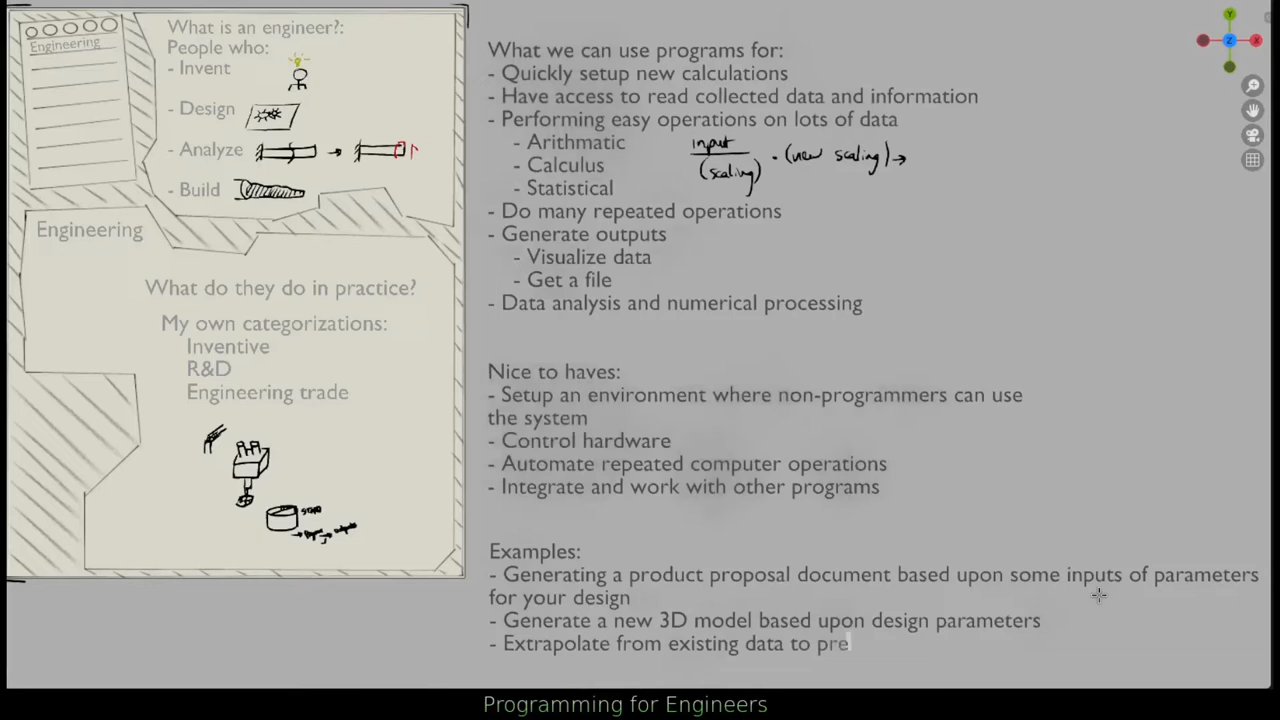 Engineering
What is an engineer?:
People who:
- Invent
- Design
- Analyze
- Build
Engineering
What do they do in practice?
My own categorizations:
Inventive
R&D
Engineering trade
What we can use programs for:
- Quickly setup new calculations
- Have access to read collected data and information
- Performing easy operations on lots of data
- Arithmatic
- Calculus
- Statistical
input
(scaling) · (new scaling) →
- Do many repeated operations
- Generate outputs
- Visualize data
- Get a file
- Data analysis and numerical processing
Nice to haves:
- Setup an environment where non-programmers can use
the system
- Control hardware
- Automate repeated computer operations
- Integrate and work with other programs
Examples:
- Generating a product proposal document based upon some inputs of parameters
for your design
- Generate a new 3D model based upon design parameters
- Extrapolate from existing data to pre
Y
Z
X
Programming for Engineers